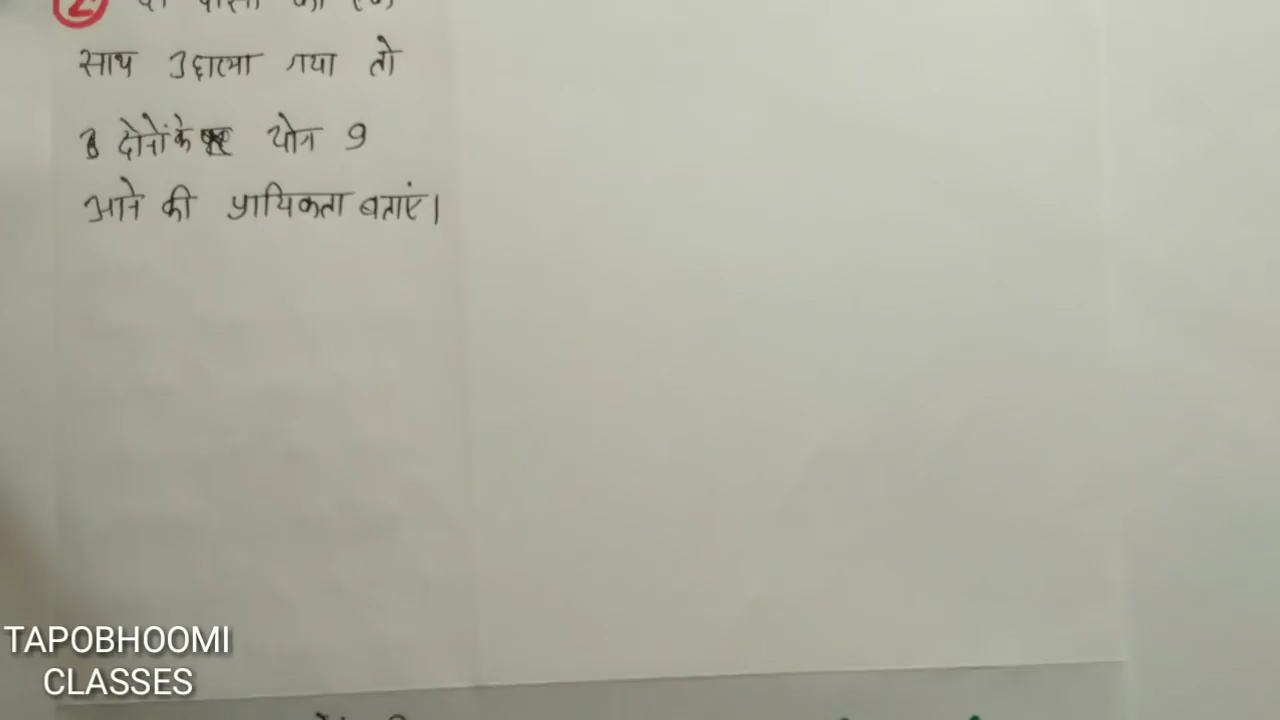 साथ उछाला गया तो
दोनों के योग 9
आने की प्रायिकता बताएं।
TAPOBHOOMI
CLASSES